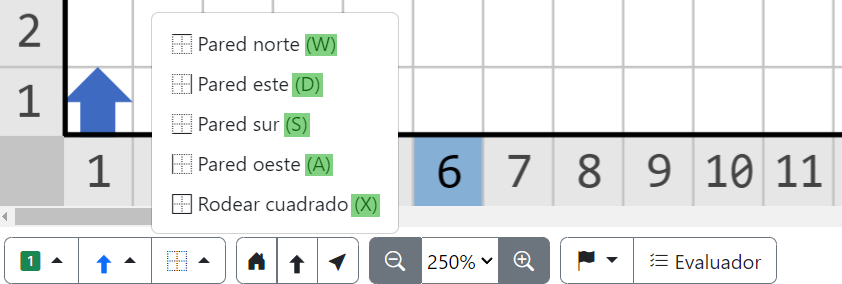 2
Pared norte (W)
Pared este (D)
1
Pared sur (S)
Pared oeste (A)
1 6 7 8 9 10 11
Rodear cuadrado (X)
1 250% Evaluador